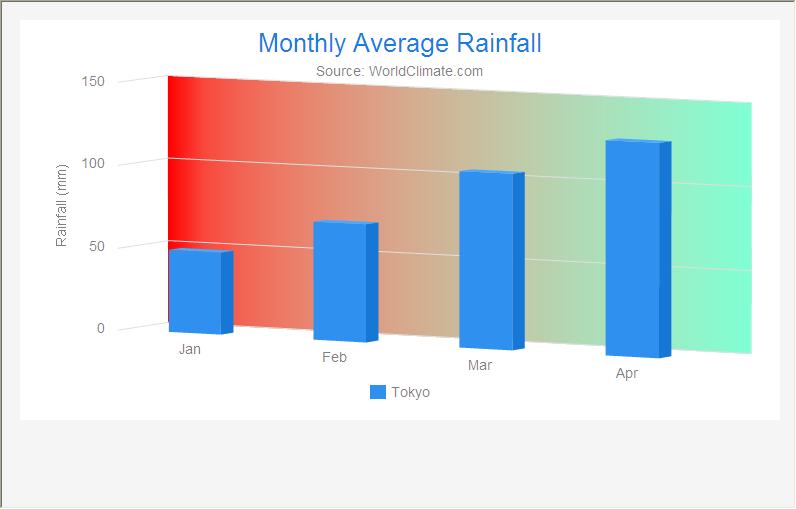 Monthly Average Rainfall
Source: WorldClimate.com
150
100
50
0
Rainfall (mm)
Jan
Feb
Mar
Apr
Tokyo